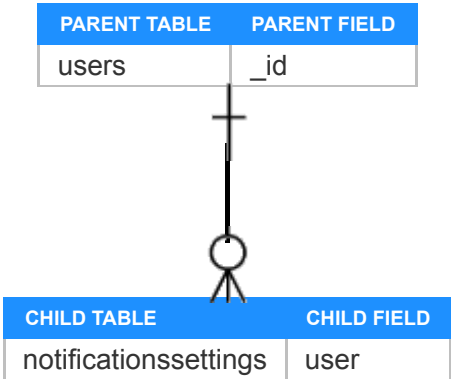 PARENT TABLE PARENT FIELD
users _id
CHILD TABLE CHILD FIELD
notificationssettings user